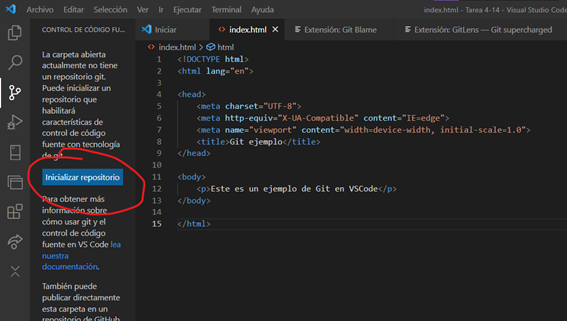 Archivo Editar Selección Ver Ir Ejecutar Terminal Ayuda
index.html - Tarea 4-14 - Visual Studio Code
CONTROL DE CÓDIGO FU...
Iniciar
index.html
Extensión: Git Blame
Extensión: GitLens — Git supercharged
index.html > html
La carpeta abierta
actualmente no tiene un
repositorio git.
Puede inicializar un
repositorio que
habilitará
características de
control de código
fuente con tecnología
de git.
Inicializar repositorio
Para obtener más
información sobre
cómo usar git y el
control de código
fuente en VS Code lea
nuestra
documentación.
También puede
publicar directamente
esta carpeta en un
repositorio de GitHub
1 <!DOCTYPE html>
2 <html lang="en">
3
4 <head>
5 <meta charset="UTF-8">
6 <meta http-equiv="X-UA-Compatible" content="IE=edge">
7 <meta name="viewport" content="width=device-width, initial-scale=1.0">
8 <title>Git ejemplo</title>
9 </head>
10
11 <body>
12 <p>Este es un ejemplo de Git en VSCode</p>
13 </body>
14
15 </html>